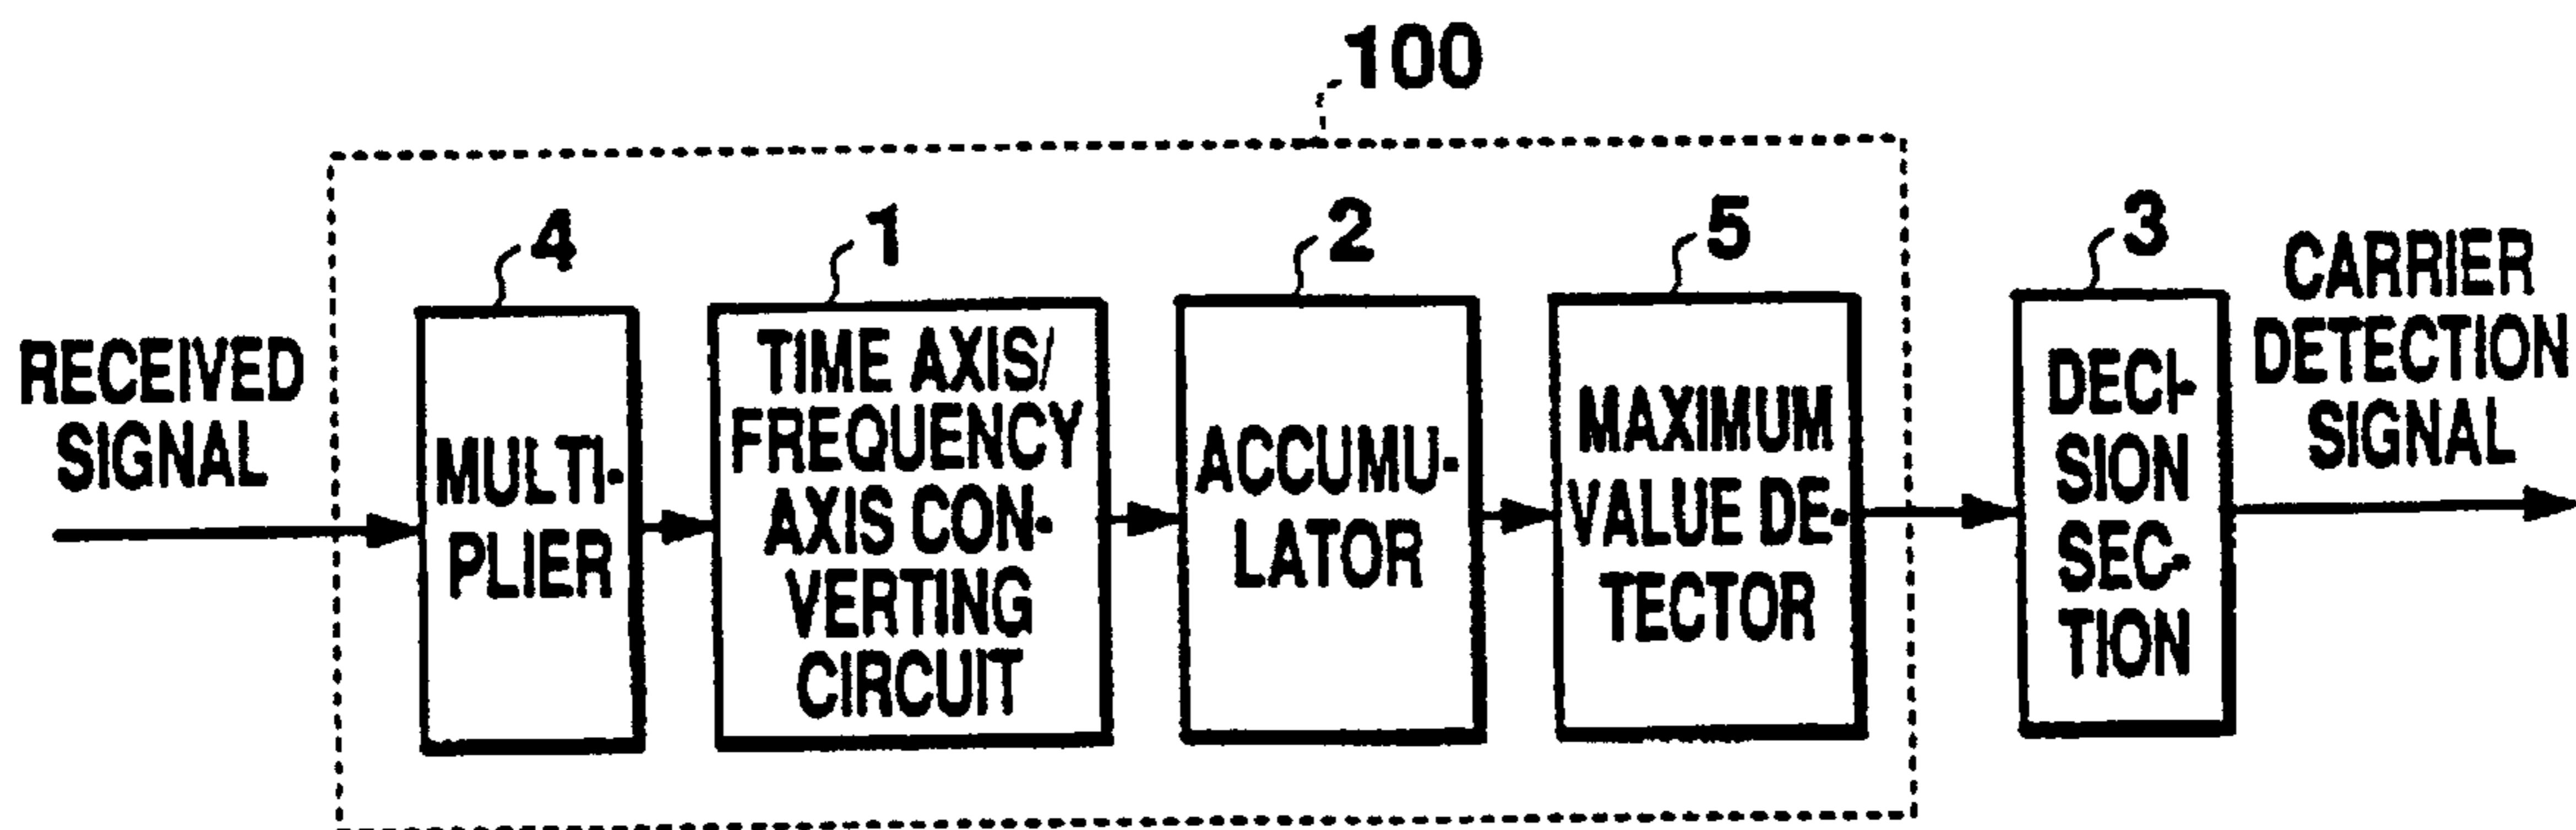 100
4
1
2
5
3
RECEIVED
SIGNAL
MULTI-
PLIER
TIME AXIS/
FREQUENCY
AXIS CON-
VERTING
CIRCUIT
ACCUMU-
LATOR
MAXIMUM
VALUE DE-
TECTOR
DECI-
SION
SEC-
TION
CARRIER
DETECTION
SIGNAL